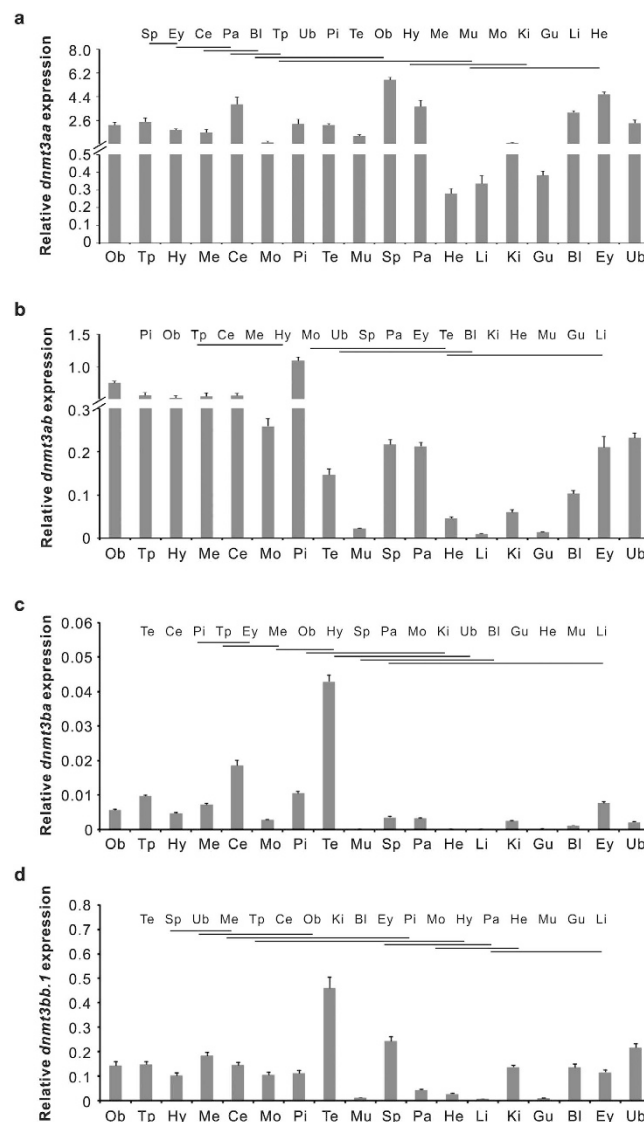 a
Sp Ey Ce Pa Bl Tp Ub Pi Te Ob Hy Me Mu Mo Ki Gu Li He
Relative dnmt3aa expression
8.0
6.2
4.4
2.6
0.5
0.4
0.3
0.2
0.1
0
Ob Tp Hy Me Ce Mo Pi Te Mu Sp Pa He Li Ki Gu Bl Ey Ub
b
Pi Ob Tp Ce Me Hy Mo Ub Sp Pa Ey Te Bl Ki He Mu Gu Li
Relative dnmt3ab expression
1.5
1.0
0.3
0.2
0.1
0
Ob Tp Hy Me Ce Mo Pi Te Mu Sp Pa He Li Ki Gu Bl Ey Ub
c
Te Ce Pi Tp Ey Me Ob Hy Sp Pa Mo Ki Ub Bl Gu He Mu Li
Relative dnmt3ba expression
0.06
0.05
0.04
0.03
0.02
0.01
0
Ob Tp Hy Me Ce Mo Pi Te Mu Sp Pa He Li Ki Gu Bl Ey Ub
d
Te Sp Ub Me Tp Ce Ob Ki Bl Ey Pi Mo Hy Pa He Mu Gu Li
Relative dnmt3bb.1 expression
0.8
0.7
0.6
0.5
0.4
0.3
0.2
0.1
0
Ob Tp Hy Me Ce Mo Pi Te Mu Sp Pa He Li Ki Gu Bl Ey Ub